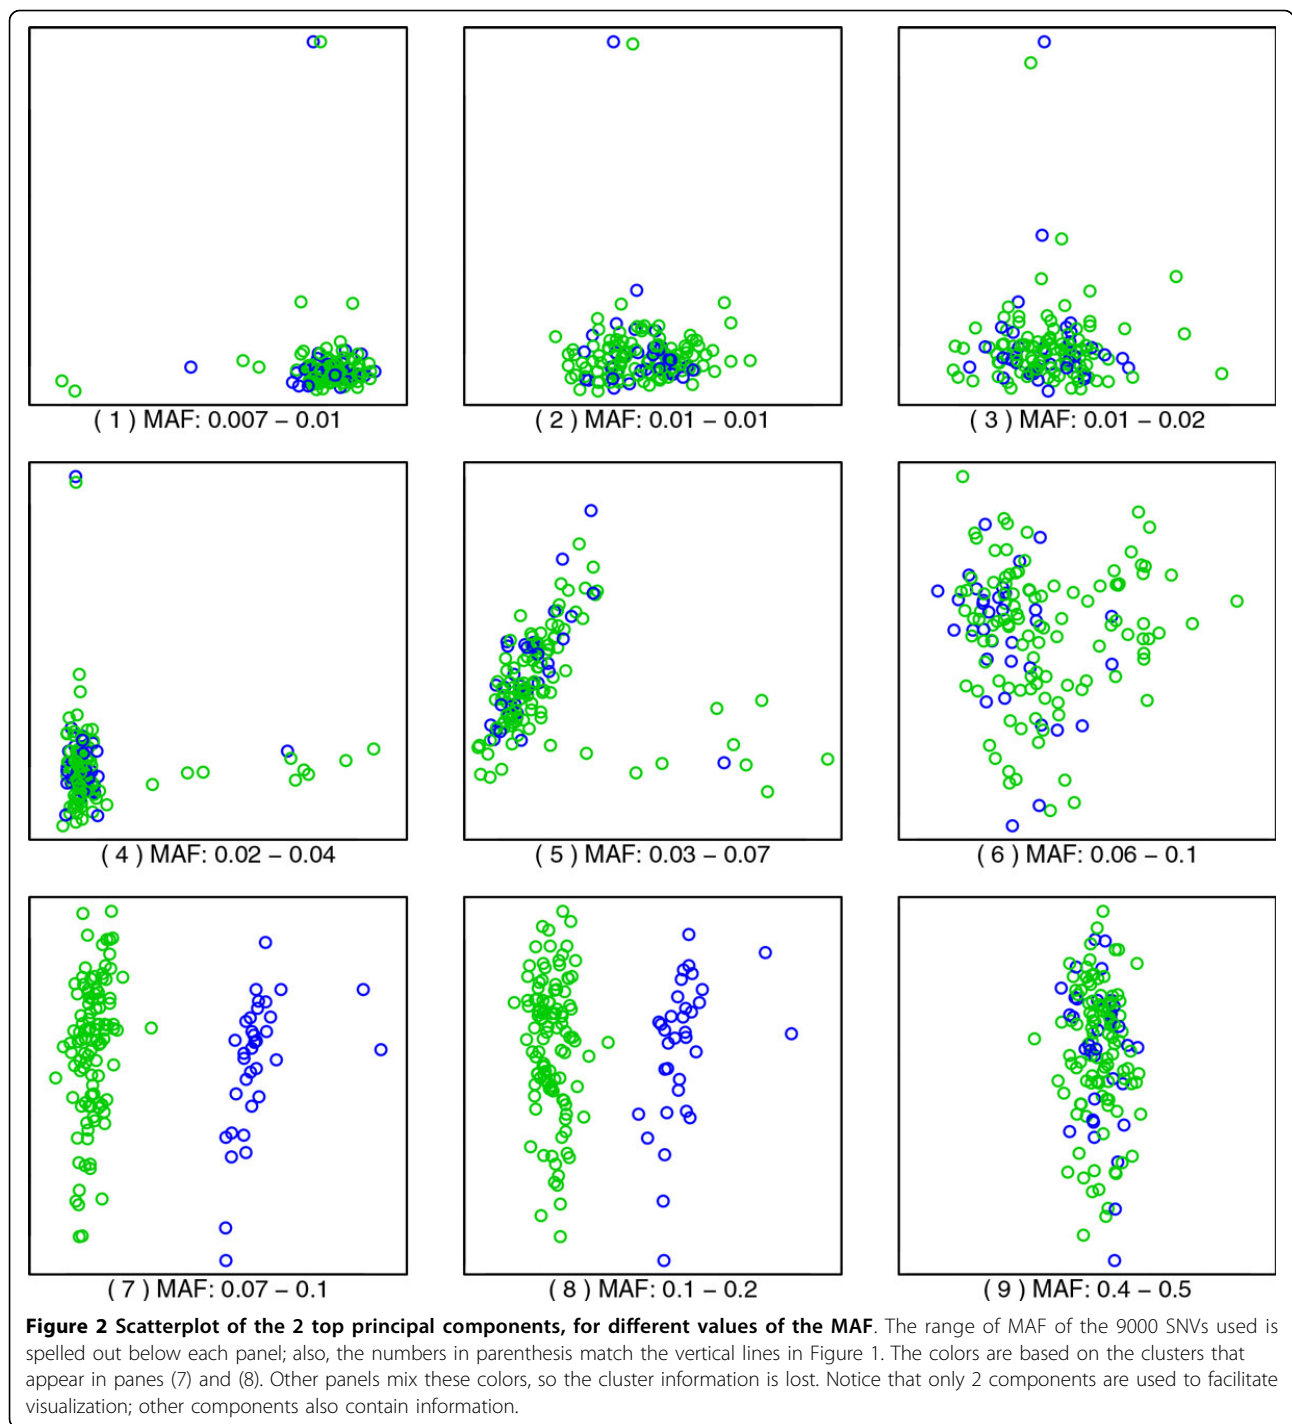 ( 1 ) MAF: 0.007 – 0.01
( 2 ) MAF: 0.01 – 0.01
( 3 ) MAF: 0.01 – 0.02
( 4 ) MAF: 0.02 – 0.04
( 5 ) MAF: 0.03 – 0.07
( 6 ) MAF: 0.06 – 0.1
( 7 ) MAF: 0.07 – 0.1
( 8 ) MAF: 0.1 – 0.2
( 9 ) MAF: 0.4 – 0.5
Figure 2 Scatterplot of the 2 top principal components, for different values of the MAF. The range of MAF of the 9000 SNVs used is
spelled out below each panel; also, the numbers in parenthesis match the vertical lines in Figure 1. The colors are based on the clusters that
appear in panes (7) and (8). Other panels mix these colors, so the cluster information is lost. Notice that only 2 components are used to facilitate
visualization; other components also contain information.